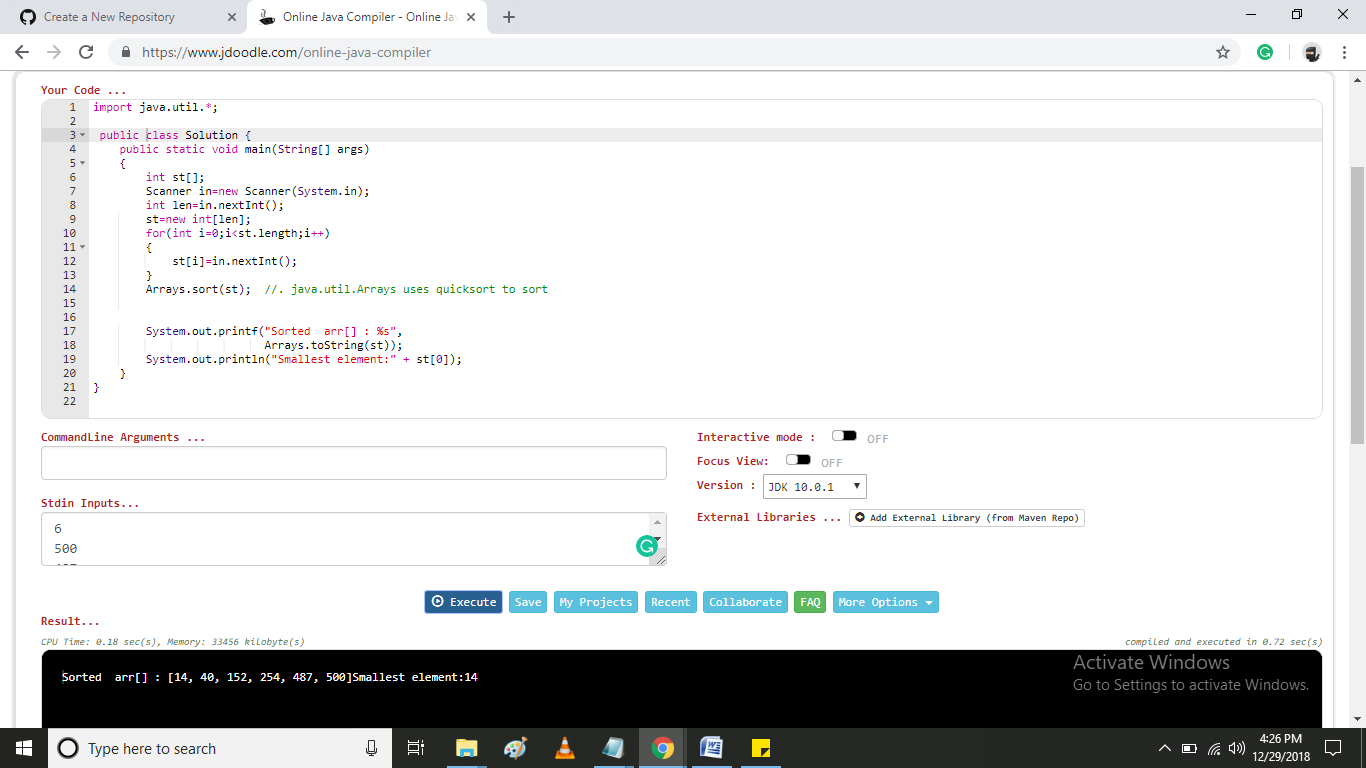 Create a New Repository
Online Java Compiler - Online Ja
https://www.jdoodle.com/online-java-compiler
Your Code ...
1 import java.util.*;
2
3 public class Solution {
4 public static void main(String[] args)
5 {
6 int st[];
7 Scanner in=new Scanner(System.in);
8 int len=in.nextInt();
9 st=new int[len];
10 for(int i=0;i<st.length;i++)
11 {
12 st[i]=in.nextInt();
13 }
14 Arrays.sort(st); //. java.util.Arrays uses quicksort to sort
15
16
17 System.out.printf("Sorted arr[] : %s",
18 Arrays.toString(st));
19 System.out.println("Smallest element:" + st[0]);
20 }
21 }
22
CommandLine Arguments ...
Interactive mode : OFF
Focus View: OFF
Version : JDK 10.0.1
Stdin Inputs...
External Libraries ... Add External Library (from Maven Repo)
6
500
Execute Save My Projects Recent Collaborate FAQ More Options
Result...
CPU Time: 0.18 sec(s), Memory: 33456 kilobyte(s)
compiled and executed in 0.72 sec(s)
Sorted arr[] : [14, 40, 152, 254, 487, 500]Smallest element:14
Activate Windows
Go to Settings to activate Windows.
Type here to search
4:26 PM
12/29/2018